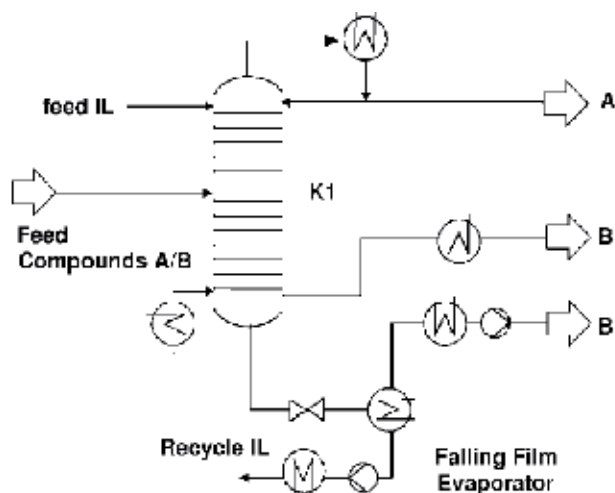 feed IL
A
K1
Feed
Compounds A/B
B
B
Recycle IL
Falling Film
Evaporator